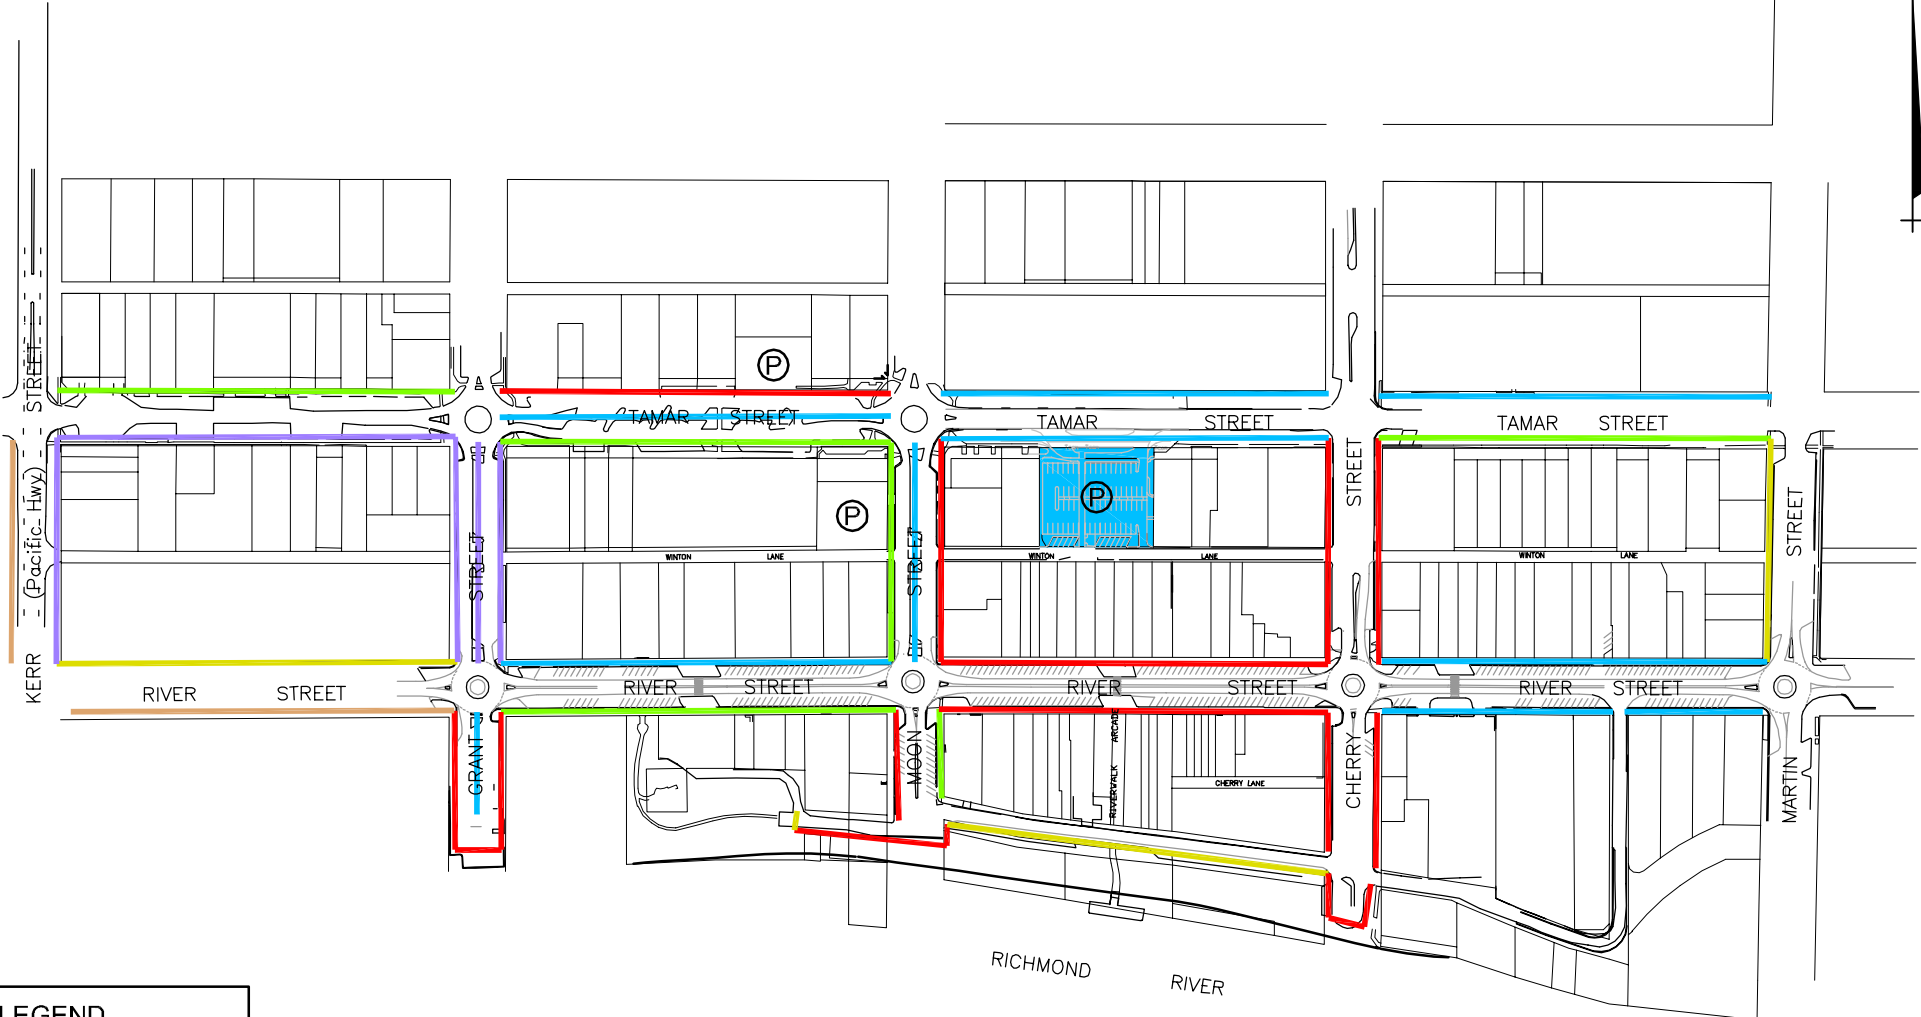 P
TAMAR STREET
TAMAR STREET
TAMAR STREET
STREET
(Pacific Hwy)
KERR
STREET
STREET
STREET
STREET
P
P
WINTON LANE
WINTON LANE
WINTON LANE
RIVER STREET
RIVER STREET
RIVER STREET
RIVER STREET
GRANT
MOON
RIVERWALK ARCADE
CHERRY LANE
CHERRY
MARTIN
RICHMOND RIVER
LEGEND